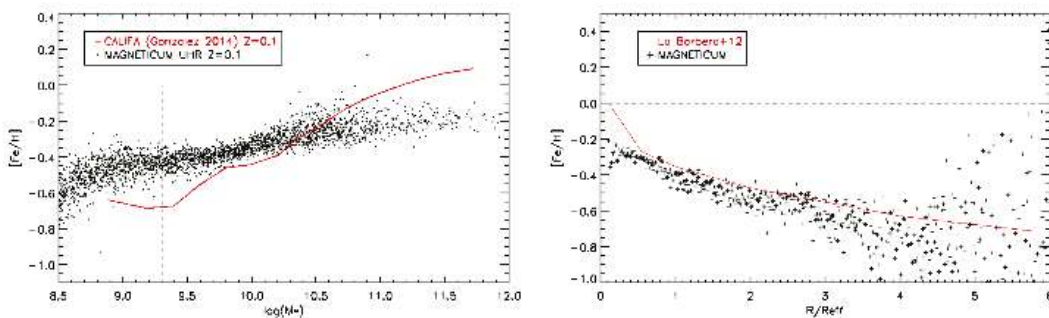 CALIFA (Gonzalez 2014) Z=0.1
MAGNETICUM UHR Z=0.1
[Fe/H]
0.4
0.2
0.0
−0.2
−0.4
−0.6
−0.8
−1.0
8.5 9.0 9.5 10.0 10.5 11.0 11.5 12.0
log(M*)
La Barbera+12
MAGNETICUM
[Fe/H]
0.4
0.2
0.0
−0.2
−0.4
−0.6
−0.8
−1.0
0 1 2 3 4 5 6
R/Reff